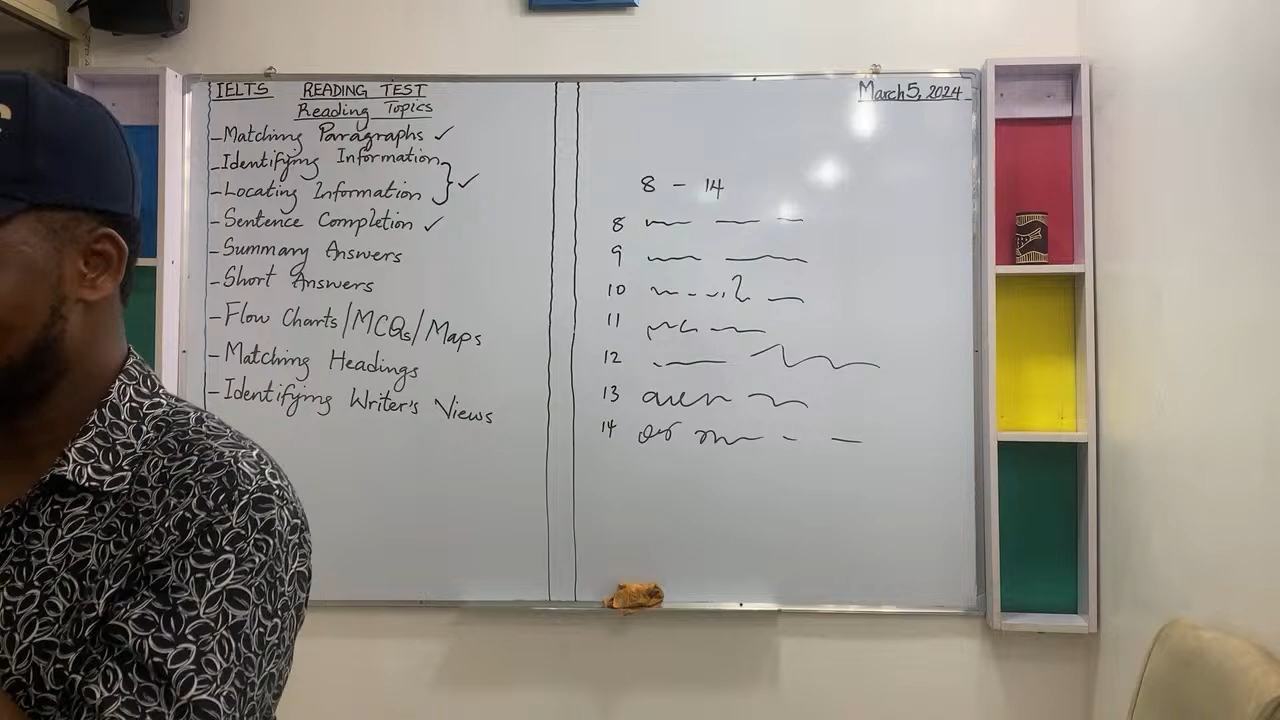 IELTS READING TEST
Reading Topics
- Matching Paragraphs ✓
- Identifying Information
- Locating Information ✓
- Sentence Completion ✓
- Summary Answers
- Short Answers
- Flow Charts/MCQs/Maps
- Matching Headings
- Identifying Writer's Views
March 5, 2024
8 - 14
8
9
10
11
12
13
14